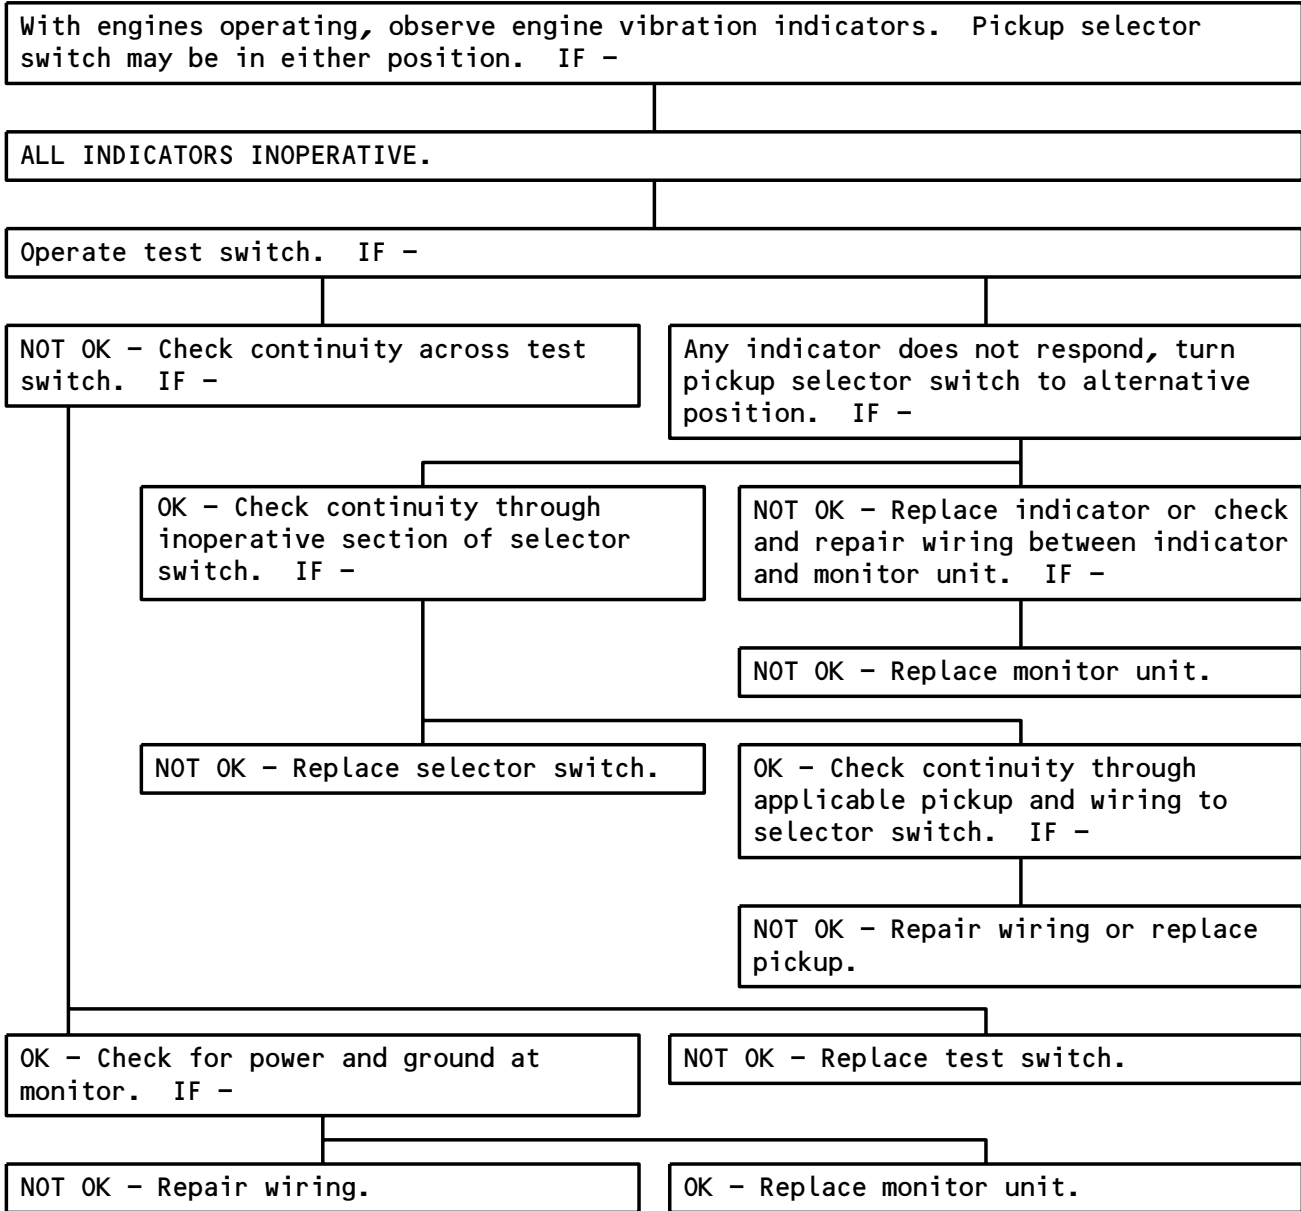 With engines operating, observe engine vibration indicators.  Pickup selector
switch may be in either position.  IF –
ALL INDICATORS INOPERATIVE.
Operate test switch.  IF –
NOT OK – Check continuity across test
switch.  IF –
Any indicator does not respond, turn
pickup selector switch to alternative
position.  IF –
OK – Check continuity through
inoperative section of selector
switch.  IF –
NOT OK – Replace indicator or check
and repair wiring between indicator
and monitor unit.  IF –
NOT OK – Replace monitor unit.
NOT OK – Replace selector switch.
OK – Check continuity through
applicable pickup and wiring to
selector switch.  IF –
NOT OK – Repair wiring or replace
pickup.
OK – Check for power and ground at
monitor.  IF –
NOT OK – Replace test switch.
NOT OK – Repair wiring.
OK – Replace monitor unit.